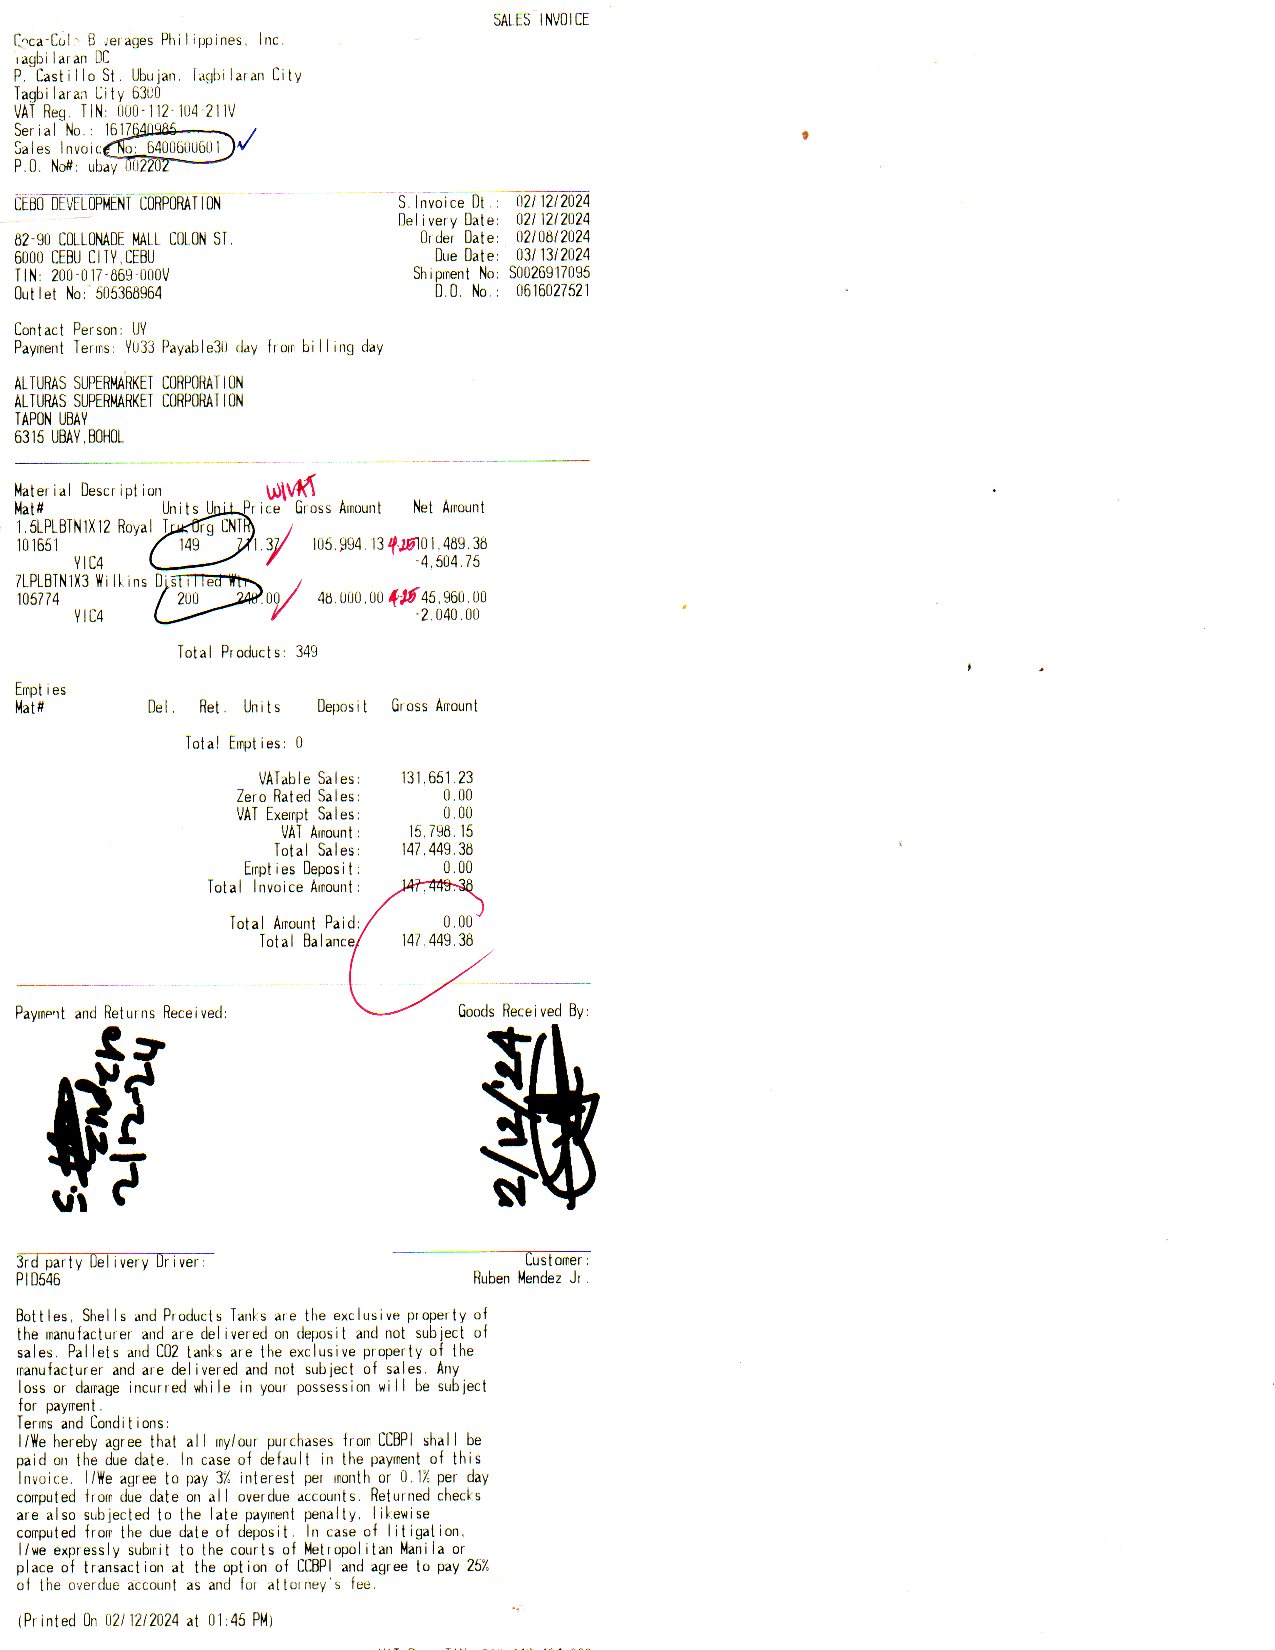 SALES INVOICE
Coca-Cola Beverages Philippines, Inc.
Tagbilaran DC
P. Castillo St. Ubujan, Tagbilaran City
Tagbilaran City 6300
VAT Reg. TIN: 000-112-104-211V
Serial No.: 1617640985
Sales Invoice No: 6400600601
P.O. No#: ubay 002202
CEBO DEVELOPMENT CORPORATION S.Invoice Dt.: 02/12/2024
Delivery Date: 02/12/2024
82-90 COLLONADE MALL COLON ST. Order Date: 02/08/2024
6000 CEBU CITY,CEBU Due Date: 03/13/2024
TIN: 200-017-869-000V Shipment No: S0026917095
Outlet No: 505368964 D.O. No.: 0616027521
Contact Person: UY
Payment Terms: Y033 Payable30 day from billing day
ALTURAS SUPERMARKET CORPORATION
ALTURAS SUPERMARKET CORPORATION
TAPON UBAY
6315 UBAY,BOHOL
W/VAT
Material Description
Mat# Units Unit Price Gross Amount Net Amount
1.5LPLBTN1X12 Royal Tru Org CNTR
101651 149 711.37 105,994.13 4.25 101,489.38
YIC4 -4,504.75
7LPLBTN1X3 Wilkins Distilled Wtr
105774 200 240.00 48,000.00 4.25 45,960.00
YIC4 -2,040.00
Total Products: 349
Empties
Mat# Del. Ret. Units Deposit Gross Amount
Total Empties: 0
VATable Sales: 131,651.23
Zero Rated Sales: 0.00
VAT Exempt Sales: 0.00
VAT Amount: 15,798.15
Total Sales: 147,449.38
Empties Deposit: 0.00
Total Invoice Amount: 147,449.38
Total Amount Paid: 0.00
Total Balance: 147,449.38
Payment and Returns Received: Goods Received By:
2-12-24
2/12/24
3rd party Delivery Driver: Customer:
PID546 Ruben Mendez Jr.
Bottles, Shells and Products Tanks are the exclusive property of
the manufacturer and are delivered on deposit and not subject of
sales. Pallets and CO2 tanks are the exclusive property of the
manufacturer and are delivered and not subject of sales. Any
loss or damage incurred while in your possession will be subject
for payment.
Terms and Conditions:
I/We hereby agree that all my/our purchases from CCBPI shall be
paid on the due date. In case of default in the payment of this
Invoice, I/We agree to pay 3% interest per month or 0.1% per day
computed from due date on all overdue accounts. Returned checks
are also subjected to the late payment penalty, likewise
computed from the due date of deposit. In case of litigation,
I/we expressly submit to the courts of Metropolitan Manila or
place of transaction at the option of CCBPI and agree to pay 25%
of the overdue account as and for attorney's fee.
(Printed On 02/12/2024 at 01:45 PM)